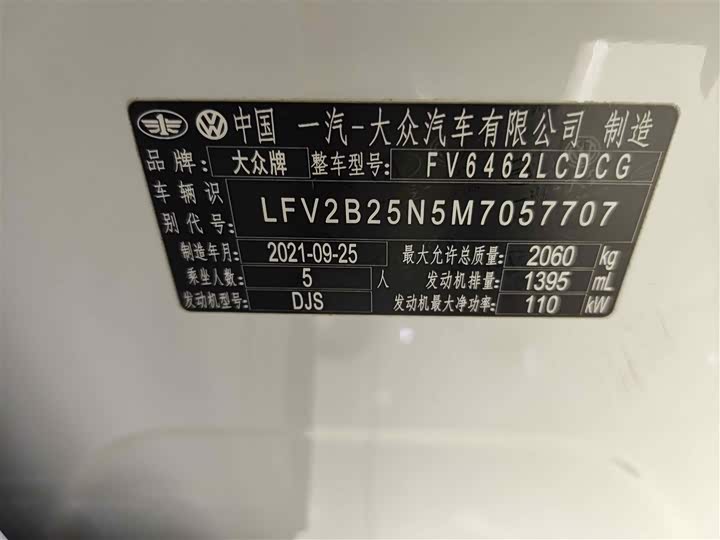 中国 一汽-大众汽车有限公司 制造
品牌: 大众牌 整车型号: FV6462LCDCG
车辆识别代号: LFV2B25N5M7057707
制造年月: 2021-09-25 最大允许总质量: 2060 kg
乘坐人数: 5 人 发动机排量: 1395 mL
发动机型号: DJS 发动机最大净功率: 110 kW